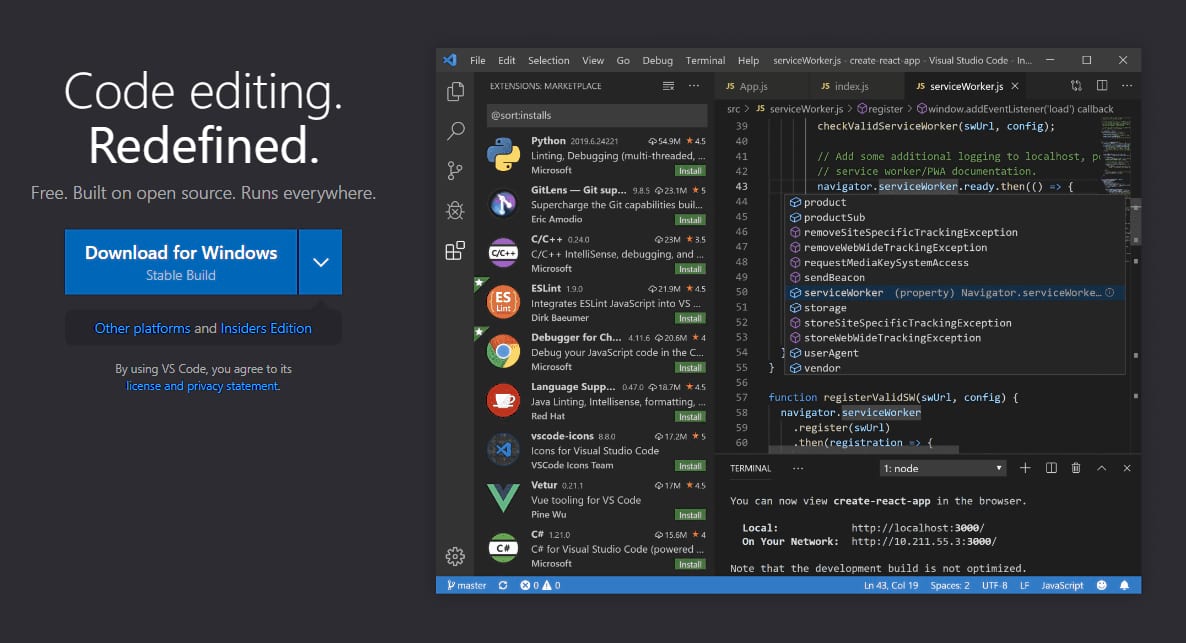 Code editing.
Redefined.
Free. Built on open source. Runs everywhere.
Download for Windows
Stable Build
Other platforms and Insiders Edition
By using VS Code, you agree to its
license and privacy statement.
File Edit Selection View Go Debug Terminal Help serviceWorker.js - create-react-app - Visual Studio Code - In...
EXTENSIONS: MARKETPLACE
@sort:installs
Python 2019.6.24221 54.9M ★ 4.5
Linting, Debugging (multi-threaded, ...
Microsoft Install
GitLens — Git sup... 9.8.5 23.1M ★ 5
Supercharge the Git capabilities buil...
Eric Amodio Install
C/C++
C/C++ 0.24.0 23M ★ 3.5
C/C++ IntelliSense, debugging, and ...
Microsoft Install
ES
Lint
ESLint 1.9.0 21.9M ★ 4.5
Integrates ESLint JavaScript into VS ...
Dirk Baeumer Install
Debugger for Ch... 4.11.6 20.6M ★ 4
Debug your JavaScript code in the C...
Microsoft Install
Language Supp... 0.47.0 18.7M ★ 4.5
Java Linting, Intellisense, formatting, ...
Red Hat Install
vscode-icons 8.8.0 17.2M ★ 5
Icons for Visual Studio Code
VSCode Icons Team Install
Vetur 0.21.1 17M ★ 4.5
Vue tooling for VS Code
Pine Wu Install
C#
C# 1.21.0 15.6M ★ 4
C# for Visual Studio Code (powered ...
Microsoft Install
JS App.js JS index.js JS serviceWorker.js
src > JS serviceWorker.js > register > window.addEventListener('load') callback
39 checkValidServiceWorker(swUrl, config);
40
41 // Add some additional logging to localhost, po
42 // service worker/PWA documentation.
43 navigator.serviceWorker.ready.then(() => {
44 product
45 productSub
46 removeSiteSpecificTrackingException
47 removeWebWideTrackingException
48 requestMediaKeySystemAccess
49 sendBeacon
50 serviceWorker (property) Navigator.serviceWorke...
51 storage
52 storeSiteSpecificTrackingException
53 storeWebWideTrackingException
54 } userAgent
55 } vendor
56
57 function registerValidSW(swUrl, config) {
58 navigator.serviceWorker
59 .register(swUrl)
60 .then(registration => {
TERMINAL ... 1: node
You can now view create-react-app in the browser.
Local: http://localhost:3000/
On Your Network: http://10.211.55.3:3000/
Note that the development build is not optimized.
master 0 0 Ln 43, Col 19 Spaces: 2 UTF-8 LF JavaScript